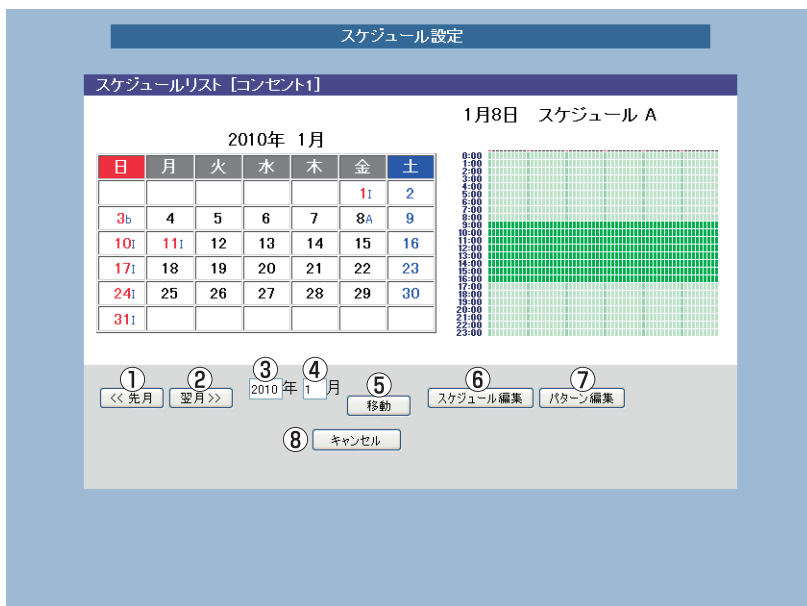 スケジュール設定
スケジュールリスト [コンセント1]
1月8日 スケジュール A
2010年 1月
日 月 火 水 木 金 土
1I 2
3b 4 5 6 7 8A 9
10I 11I 12 13 14 15 16
17I 18 19 20 21 22 23
24I 25 26 27 28 29 30
31I
0:00
1:00
2:00
3:00
4:00
5:00
6:00
7:00
8:00
9:00
10:00
11:00
12:00
13:00
14:00
15:00
16:00
17:00
18:00
19:00
20:00
21:00
22:00
23:00
① ② ③ ④ ⑤ ⑥ ⑦
<< 先月 翌月 >> 2010 年 1 月 移動 スケジュール編集 パターン編集
⑧ キャンセル